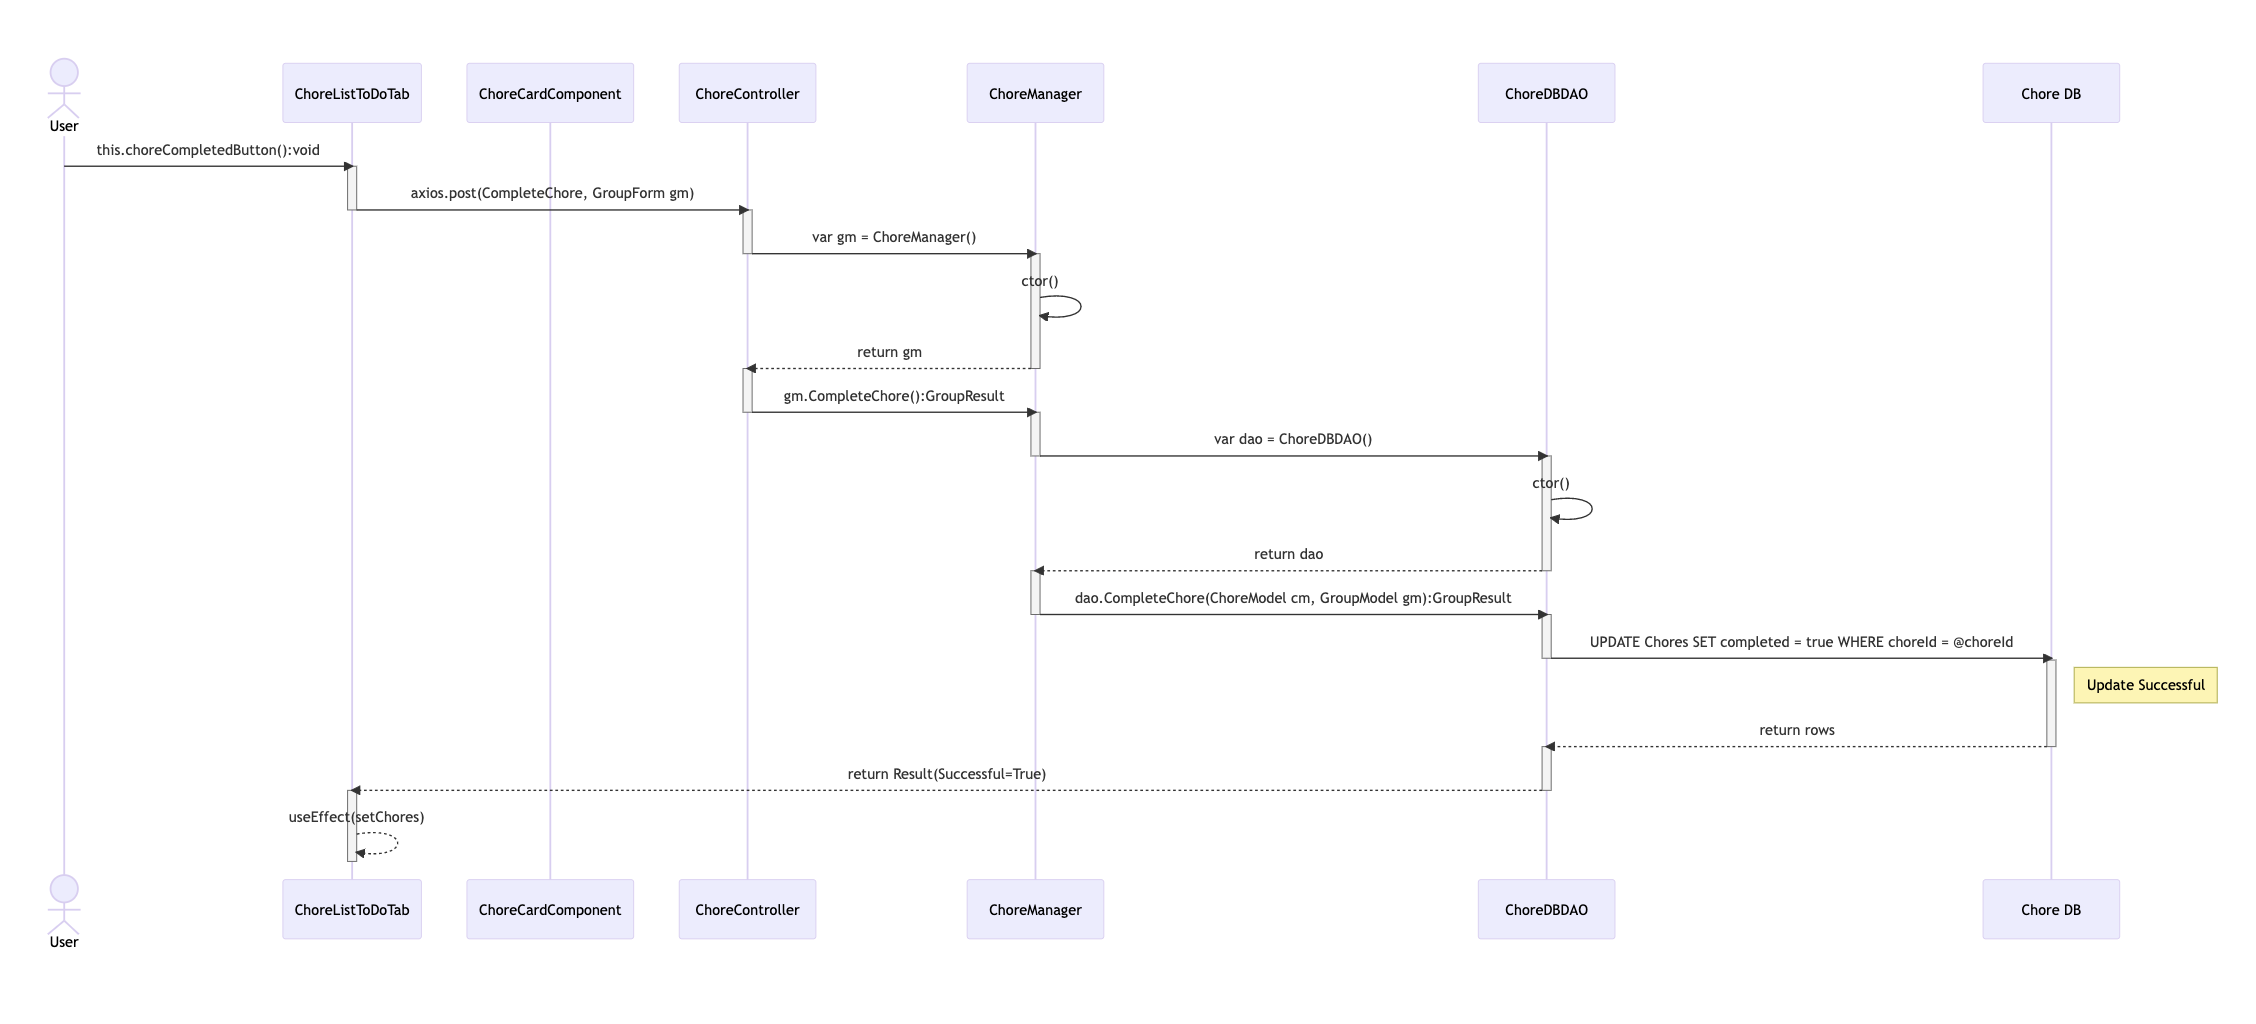 User
ChoreListToDoTab
ChoreCardComponent
ChoreController
ChoreManager
ChoreDBDAO
Chore DB
this.choreCompletedButton():void
axios.post(CompleteChore, GroupForm gm)
var gm = ChoreManager()
ctor()
return gm
gm.CompleteChore():GroupResult
var dao = ChoreDBDAO()
ctor()
return dao
dao.CompleteChore(ChoreModel cm, GroupModel gm):GroupResult
UPDATE Chores SET completed = true WHERE choreId = @choreId
Update Successful
return rows
return Result(Successful=True)
useEffect(setChores)
User
ChoreListToDoTab
ChoreCardComponent
ChoreController
ChoreManager
ChoreDBDAO
Chore DB